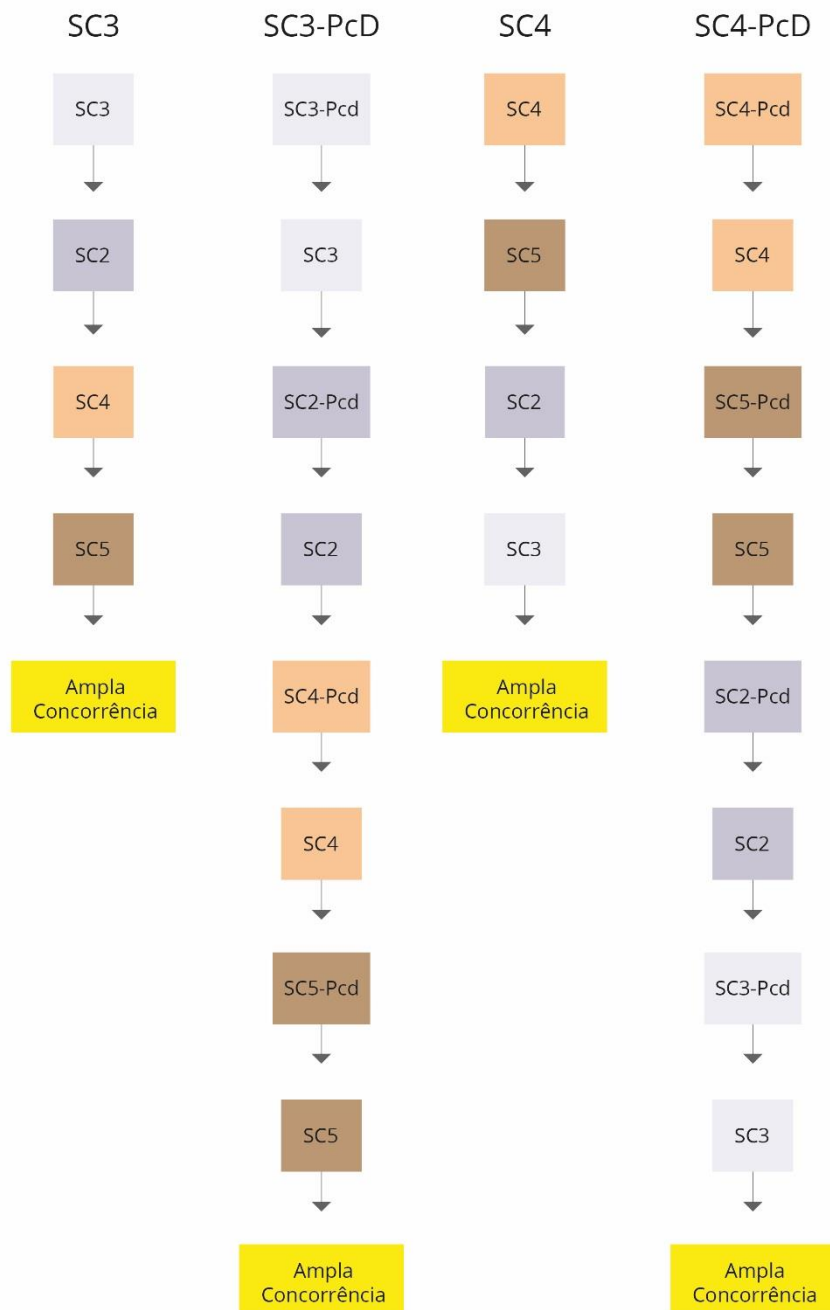 SC3
SC3
SC2
SC4
SC5
Ampla
Concorrência
SC3-PcD
SC3-Pcd
SC3
SC2-Pcd
SC2
SC4-Pcd
SC4
SC5-Pcd
SC5
Ampla
Concorrência
SC4
SC4
SC5
SC2
SC3
Ampla
Concorrência
SC4-PcD
SC4-Pcd
SC4
SC5-Pcd
SC5
SC2-Pcd
SC2
SC3-Pcd
SC3
Ampla
Concorrência